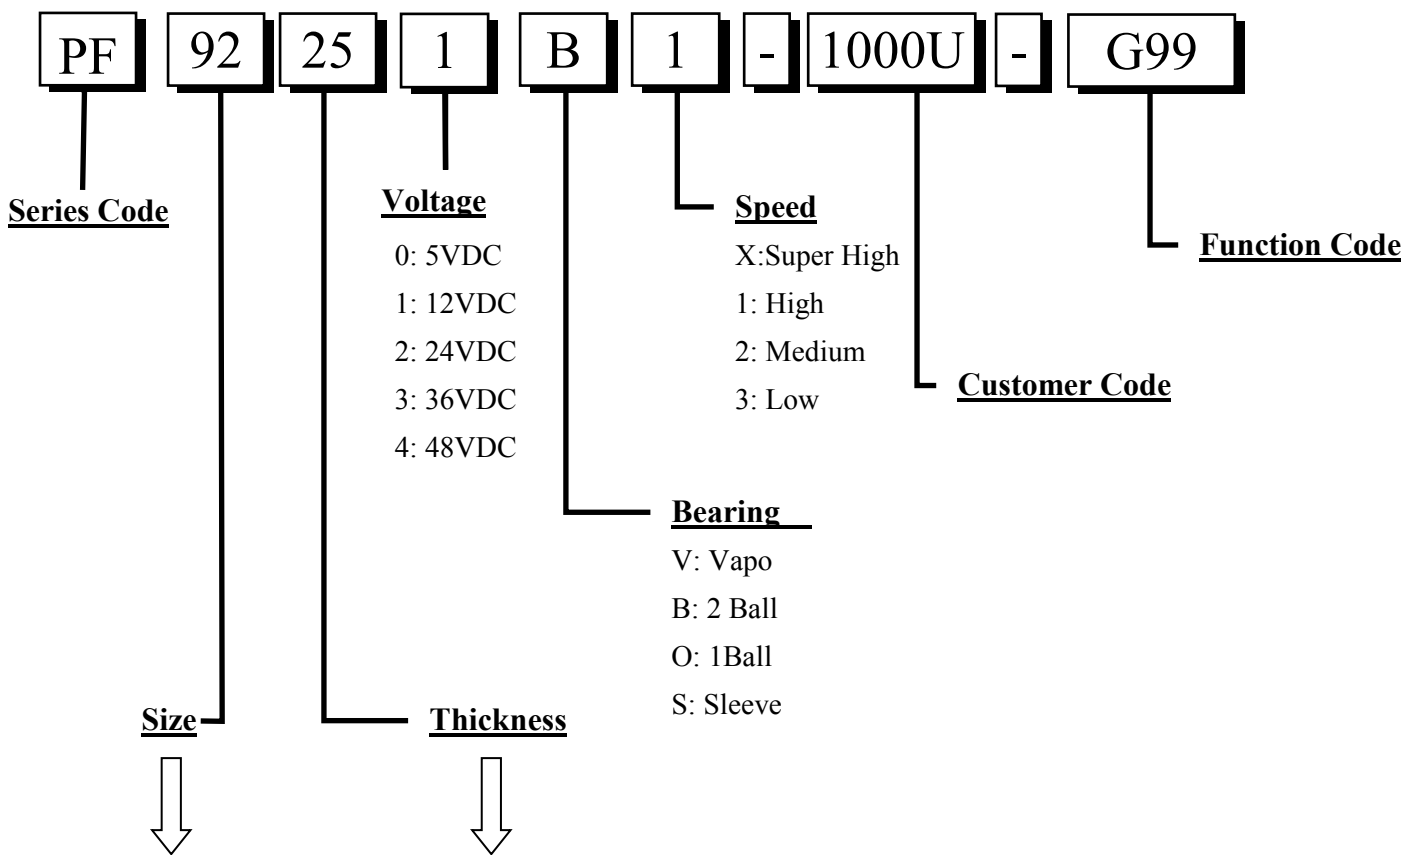 PF 92 25 1 B 1 - 1000U - G99
Series Code
Voltage
0: 5VDC
1: 12VDC
2: 24VDC
3: 36VDC
4: 48VDC
Speed
X:Super High
1: High
2: Medium
3: Low
Function Code
Customer Code
Bearing
V: Vapo
B: 2 Ball
O: 1Ball
S: Sleeve
Size
Thickness